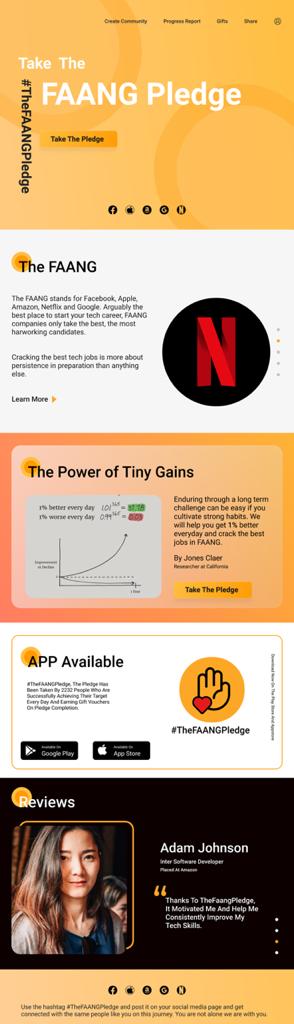 Create Community Progress Report Gifts Share
Take The
FAANG Pledge
#TheFAANGPledge
Take The Pledge
The FAANG
The FAANG stands for Facebook, Apple,
Amazon, Netflix and Google. Arguably the
best place to start your tech career, FAANG
companies only take the best, the most
harworking candidates.
Cracking the best tech jobs is more about
persistence in preparation than anything
else.
Learn More
The Power of Tiny Gains
1% better every day 1.01^365 = 37.78
1% worse every day 0.99^365 = 0.03
Improvement
or Decline
1 Year
Enduring through a long term
challenge can be easy if you
cultivate strong habits. We
will help you get 1% better
everyday and crack the best
jobs in FAANG.
By Jones Claer
Researcher at California
Take The Pledge
APP Available
#TheFAANGPledge, The Pledge Has
Been Taken By 2232 People Who Are
Successfully Achieving Their Target
Every Day And Earning Gift Vouchers
On Pledge Completion.
Available On
Google Play
Available On
App Store
#TheFAANGPledge
Download Now On The Play Store And Appstore
Reviews
Adam Johnson
Inter Software Developer
Placed At Amazon
“
Thanks To TheFaangPledge,
It Motivated Me And Help Me
Consistently Improve My
Tech Skills.
Use the hashtag #TheFAANGPledge and post it on your social media page and get
connected with the same people like you on this journey. You are not alone we are with you.